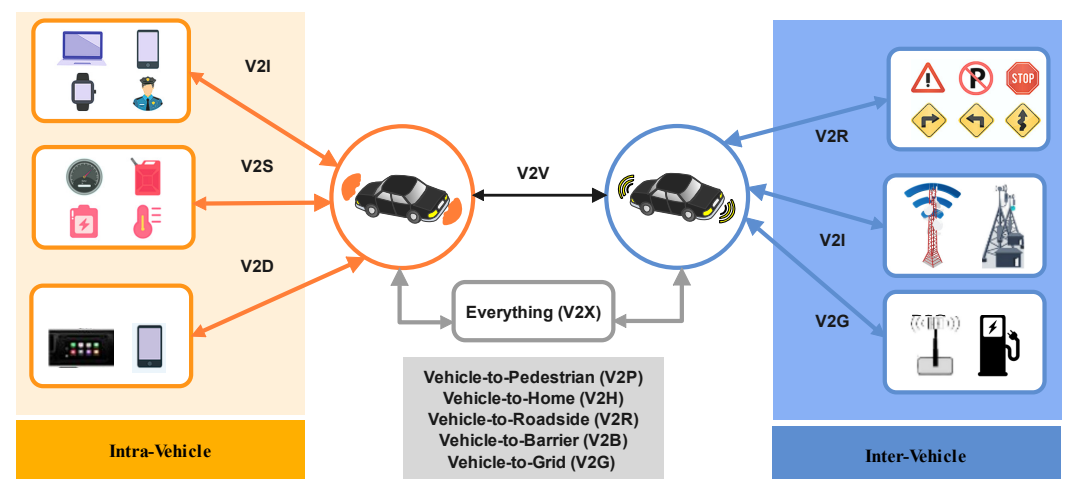 V2I
V2S
V2D
V2V
V2R
V2I
V2G
STOP
P
Everything (V2X)
Vehicle-to-Pedestrian (V2P)
Vehicle-to-Home (V2H)
Vehicle-to-Roadside (V2R)
Vehicle-to-Barrier (V2B)
Vehicle-to-Grid (V2G)
Intra-Vehicle
Inter-Vehicle